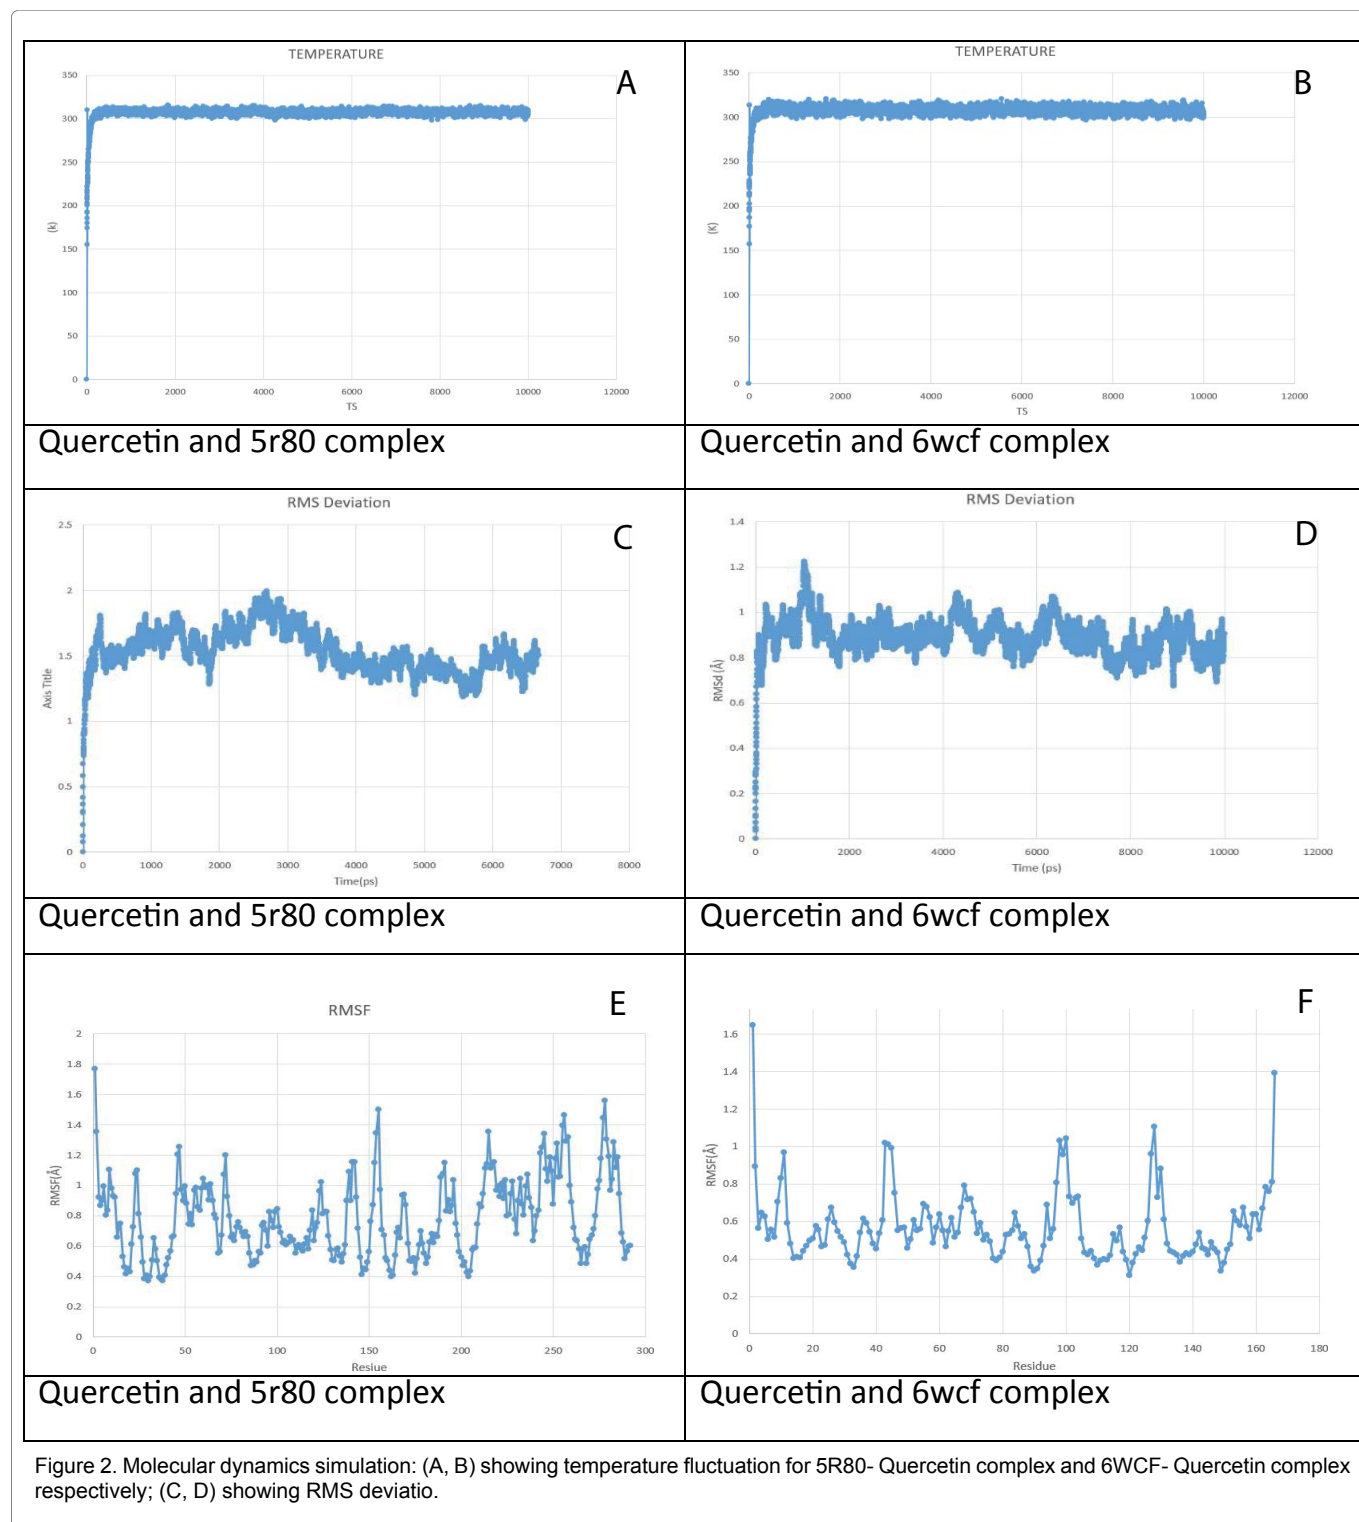 TEMPERATURE
A
350
300
250
200
150
100
50
0
(k)
0 2000 4000 6000 8000 10000 12000
TS
TEMPERATURE
B
350
300
250
200
150
100
50
0
(K)
0 2000 4000 6000 8000 10000 12000
TS
Quercetin and 5r80 complex
Quercetin and 6wcf complex
RMS Deviation
C
2.5
2
1.5
1
0.5
0
Axis Title
0 1000 2000 3000 4000 5000 6000 7000 8000
Time(ps)
RMS Deviation
D
1.4
1.2
1
0.8
0.6
0.4
0.2
0
RMSd (Å)
0 2000 4000 6000 8000 10000 12000
Time (ps)
Quercetin and 5r80 complex
Quercetin and 6wcf complex
RMSF
E
2
1.8
1.6
1.4
1.2
1
0.8
0.6
0.4
0.2
0
RMSF(Å)
0 50 100 150 200 250 300
Resiue
F
1.6
1.4
1.2
1
0.8
0.6
0.4
0.2
0
RMSF(Å)
0 20 40 60 80 100 120 140 160 180
Residue
Quercetin and 5r80 complex
Quercetin and 6wcf complex
Figure 2. Molecular dynamics simulation: (A, B) showing temperature fluctuation for 5R80- Quercetin complex and 6WCF- Quercetin complex
respectively; (C, D) showing RMS deviatio.